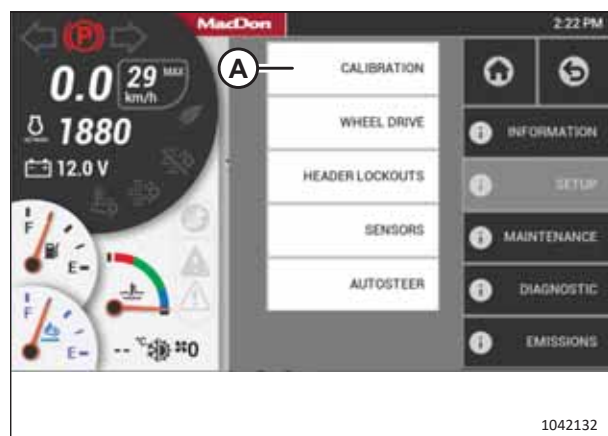 MacDon
2:22 PM
P
0.0
29 MAX
km/h
1880
12.0 V
F
E
F
E
-- °C
0
A
CALIBRATION
WHEEL DRIVE
HEADER LOCKOUTS
SENSORS
AUTOSTEER
INFORMATION
SETUP
MAINTENANCE
DIAGNOSTIC
EMISSIONS
1042132